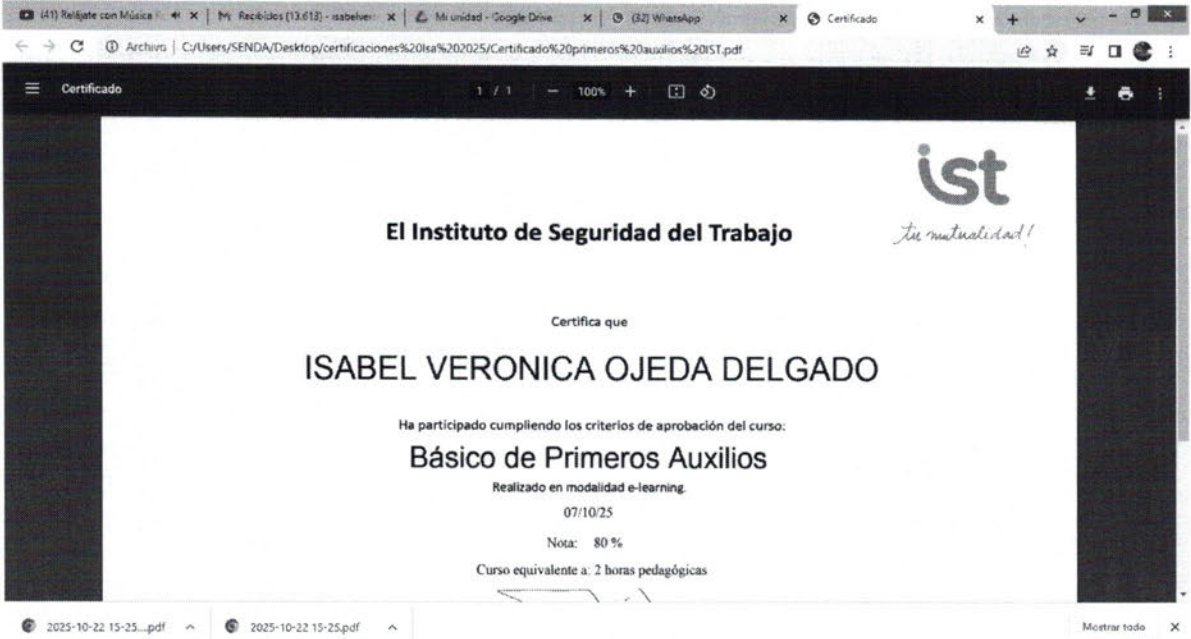 (41) Relájate con Música
Recibidos (13.613) - isabelver
Mi unidad - Google Drive
(32) WhatsApp
Certificado
Archivo | C:/Users/SENDA/Desktop/certificaciones%20Isa%202025/Certificado%20primeros%20auxilios%20IST.pdf
Certificado
1 / 1
100%
ist
tu mutualidad!
El Instituto de Seguridad del Trabajo
Certifica que
ISABEL VERONICA OJEDA DELGADO
Ha participado cumpliendo los criterios de aprobación del curso:
Básico de Primeros Auxilios
Realizado en modalidad e-learning.
07/10/25
Nota: 80 %
Curso equivalente a: 2 horas pedagógicas
2025-10-22 15-25....pdf
2025-10-22 15-25.pdf
Mostrar todo